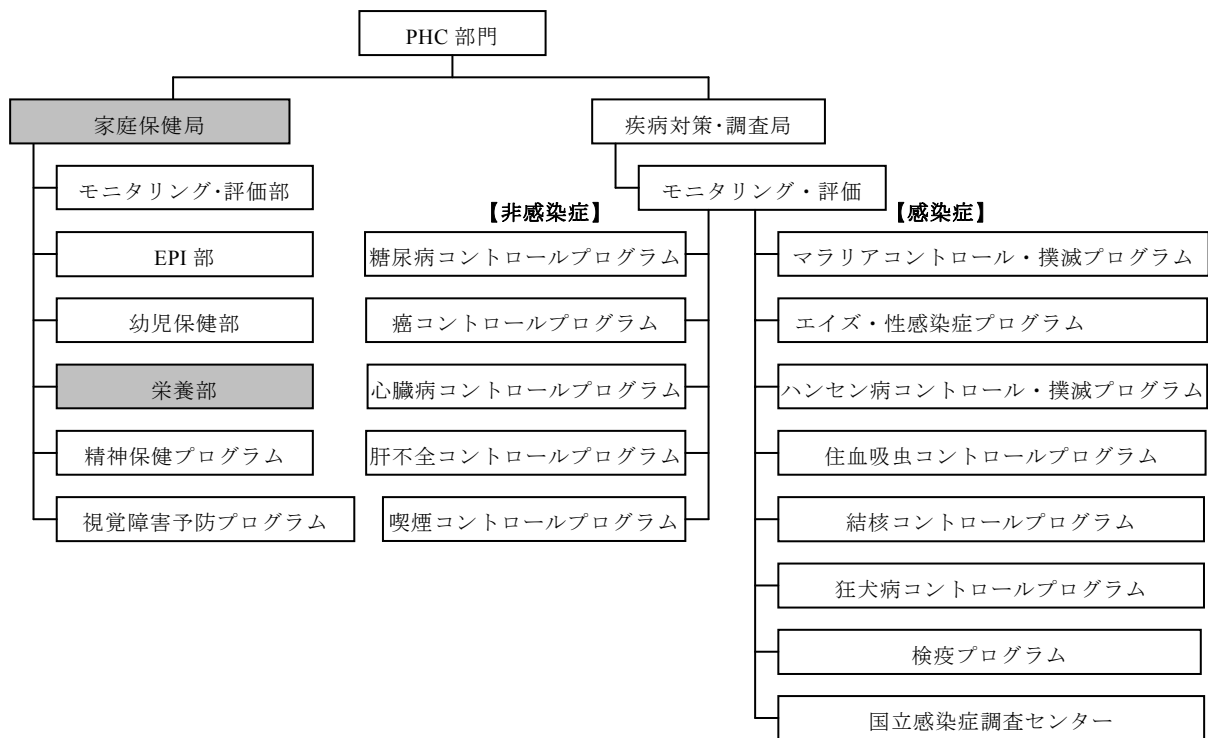 PHC 部門
家庭保健局
疾病対策･調査局
モニタリング･評価部
EPI 部
幼児保健部
栄養部
精神保健プログラム
視覚障害予防プログラム
モニタリング・評価
【非感染症】
糖尿病コントロールプログラム
癌コントロールプログラム
心臓病コントロールプログラム
肝不全コントロールプログラム
喫煙コントロールプログラム
【感染症】
マラリアコントロール・撲滅プログラム
エイズ・性感染症プログラム
ハンセン病コントロール・撲滅プログラム
住血吸虫コントロールプログラム
結核コントロールプログラム
狂犬病コントロールプログラム
検疫プログラム
国立感染症調査センター